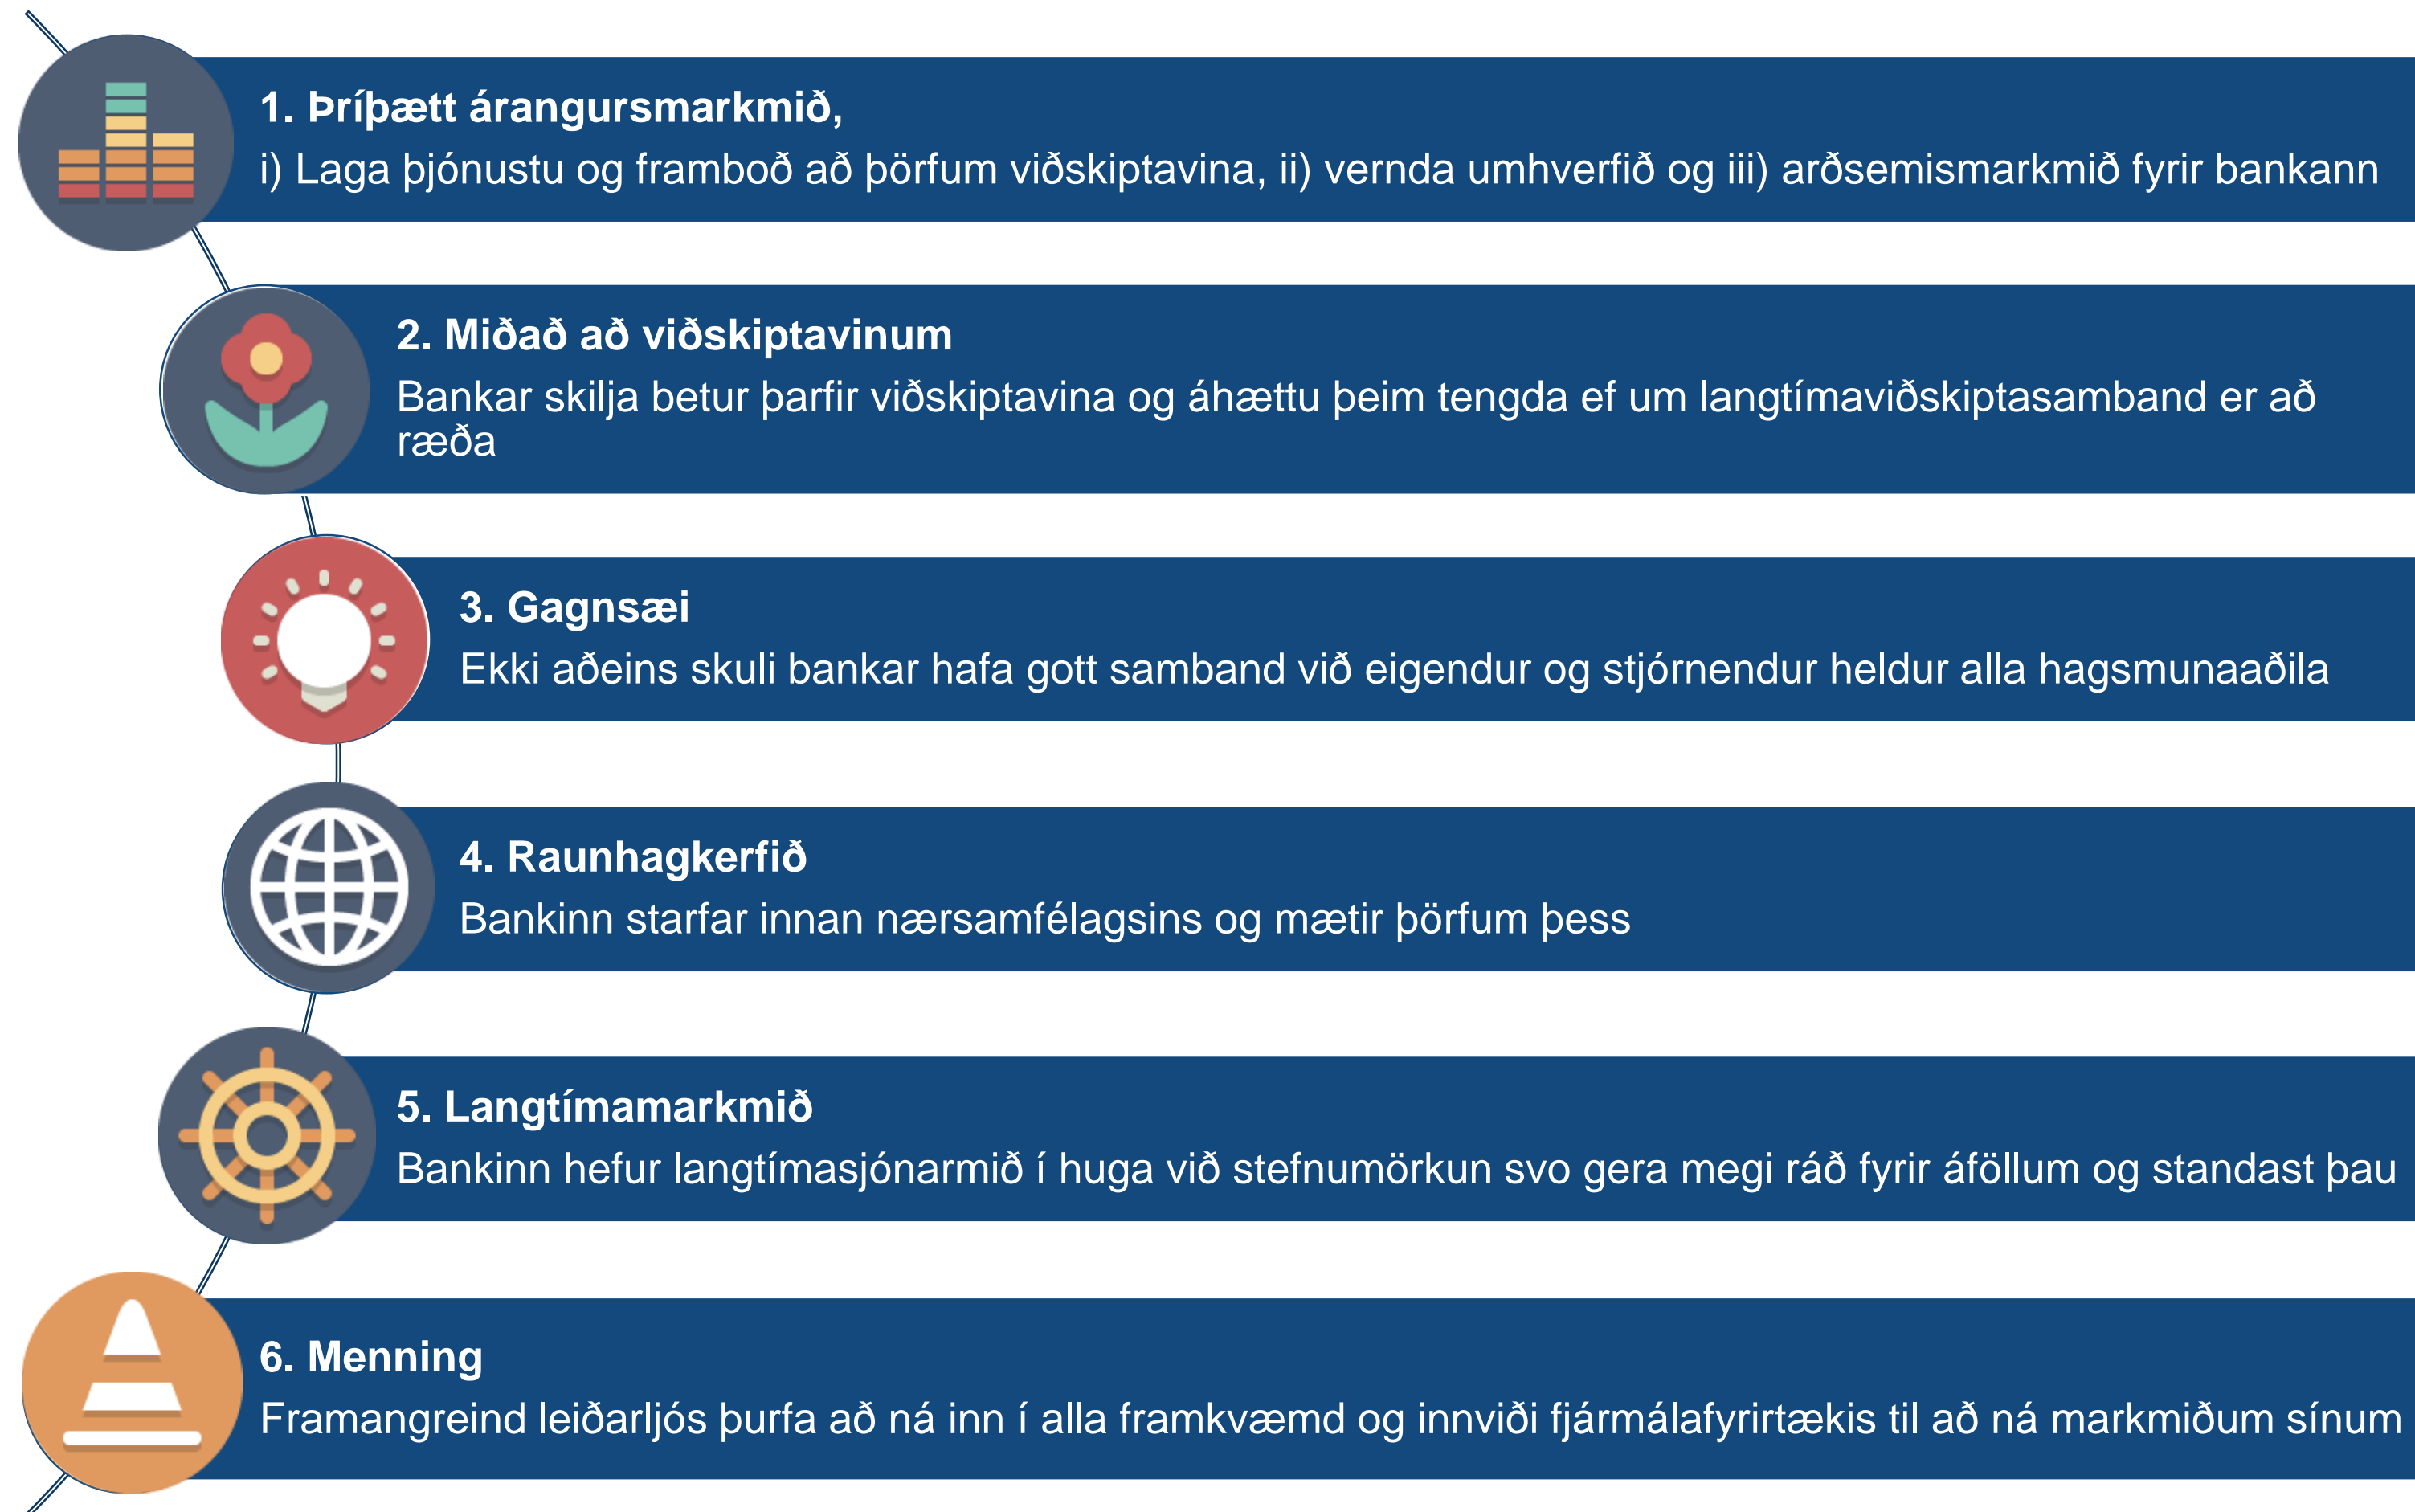 1. Þríþætt árangursmarkmið,
i) Laga þjónustu og framboð að þörfum viðskiptavina, ii) vernda umhverfið og iii) arðsemismarkmið fyrir bankann
2. Miðað að viðskiptavinum
Bankar skilja betur þarfir viðskiptavina og áhættu þeim tengda ef um langtímaviðskiptasamband er að
ræða
3. Gagnsæi
Ekki aðeins skuli bankar hafa gott samband við eigendur og stjórnendur heldur alla hagsmunaaðila
4. Raunhagkerfið
Bankinn starfar innan nærsamfélagsins og mætir þörfum þess
5. Langtímamarkmið
Bankinn hefur langtímasjónarmið í huga við stefnumörkun svo gera megi ráð fyrir áföllum og standast þau
6. Menning
Framangreind leiðarljós þurfa að ná inn í alla framkvæmd og innviði fjármálafyrirtækis til að ná markmiðum sínum